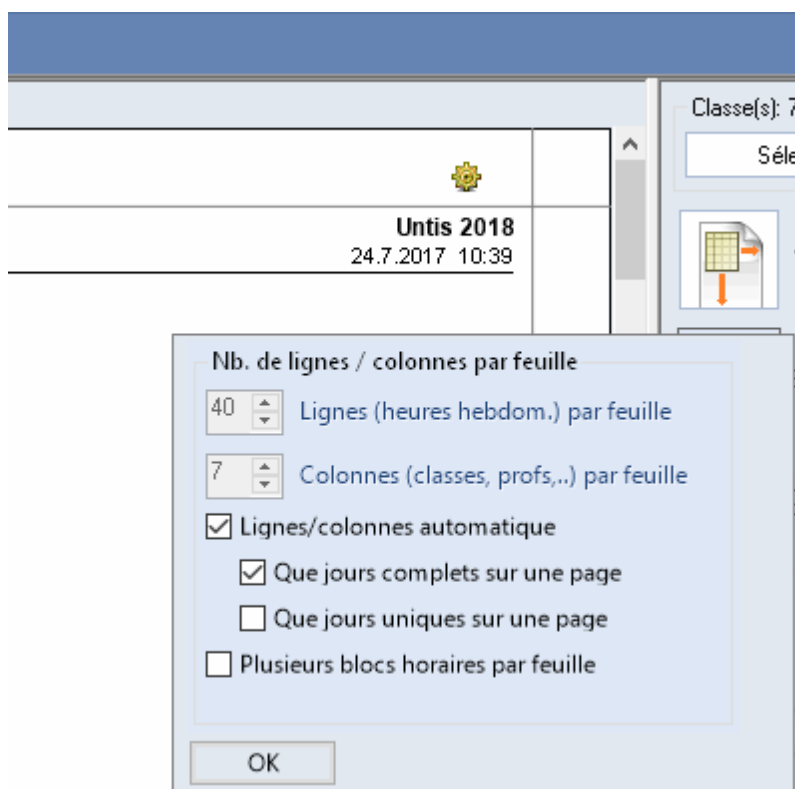 Classe(s): 7
Séle
Untis 2018
24.7.2017 10:39
Nb. de lignes / colonnes par feuille
40 Lignes (heures hebdom.) par feuille
7 Colonnes (classes, profs,..) par feuille
Lignes/colonnes automatique
Que jours complets sur une page
Que jours uniques sur une page
Plusieurs blocs horaires par feuille
OK